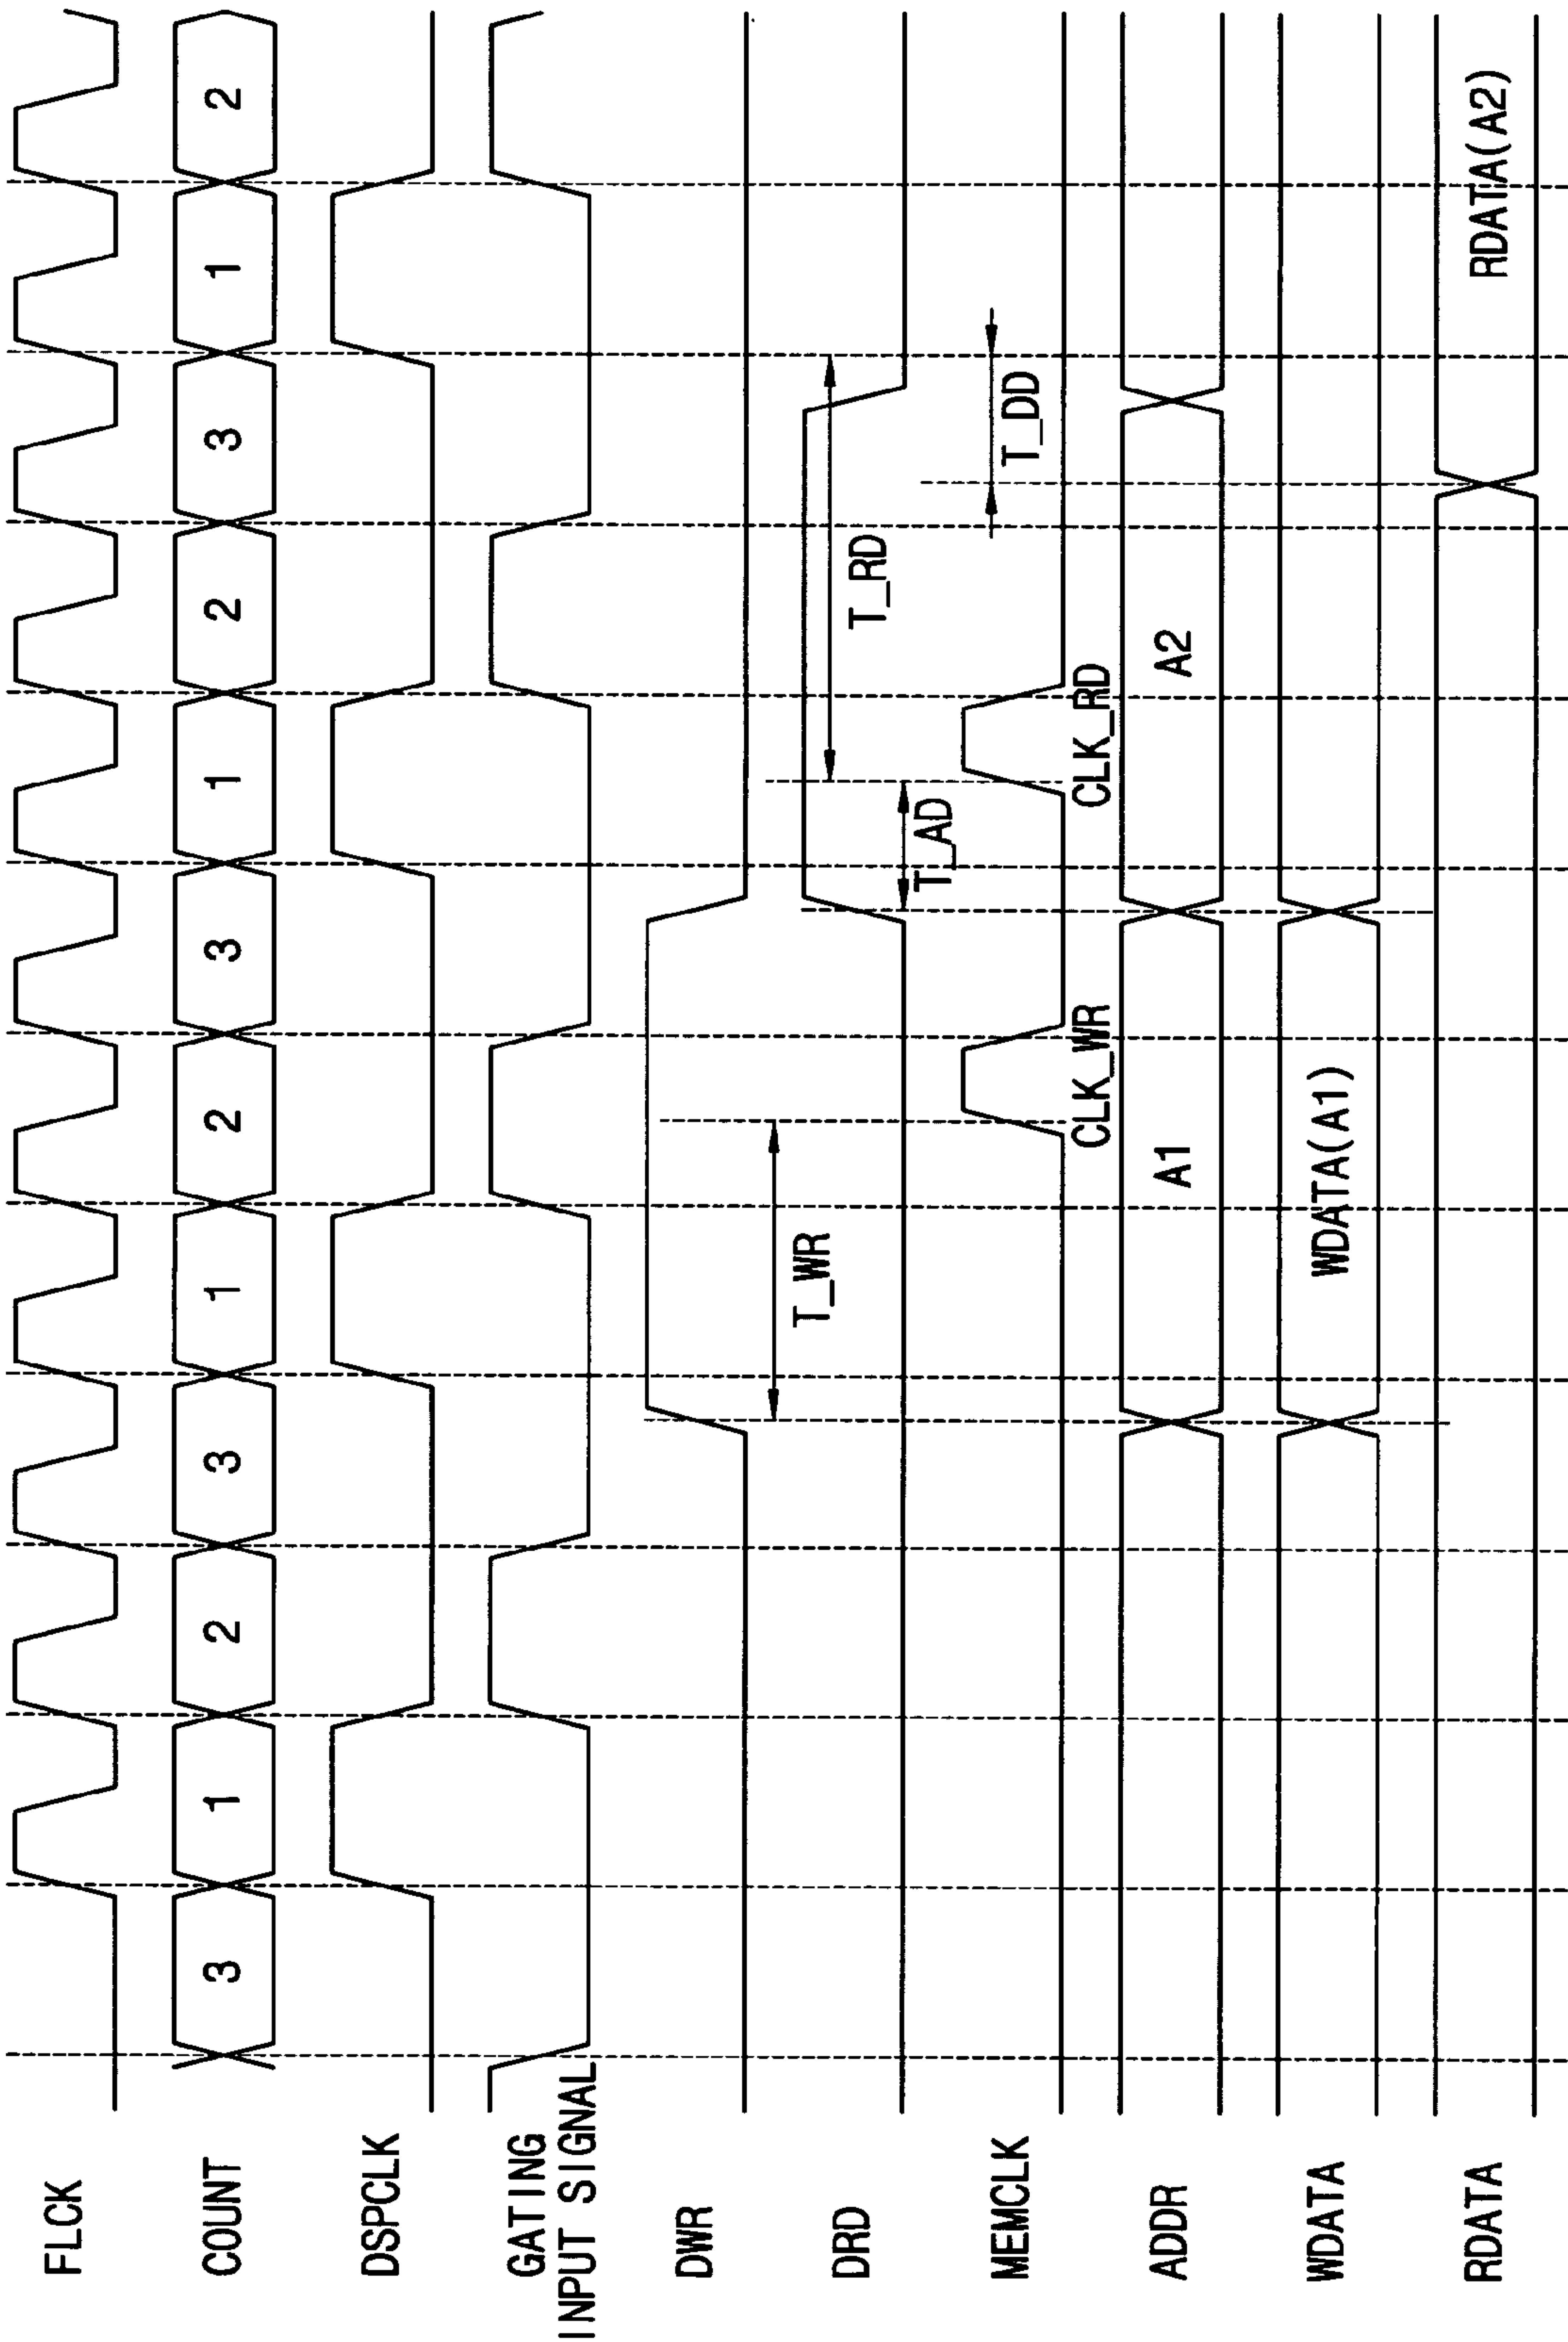 FLCK
COUNT 3 1 2 3 1 2 3 1 2 3 1 2
DSPCLK
GATING
INPUT SIGNAL
DWR
T_WR
DRD
T_AD
T_RD
MEMCLK
CLK_WR
CLK_RD
T_DD
ADDR A1 A2
WDATA WDATA(A1)
RDATA RDATA(A2)